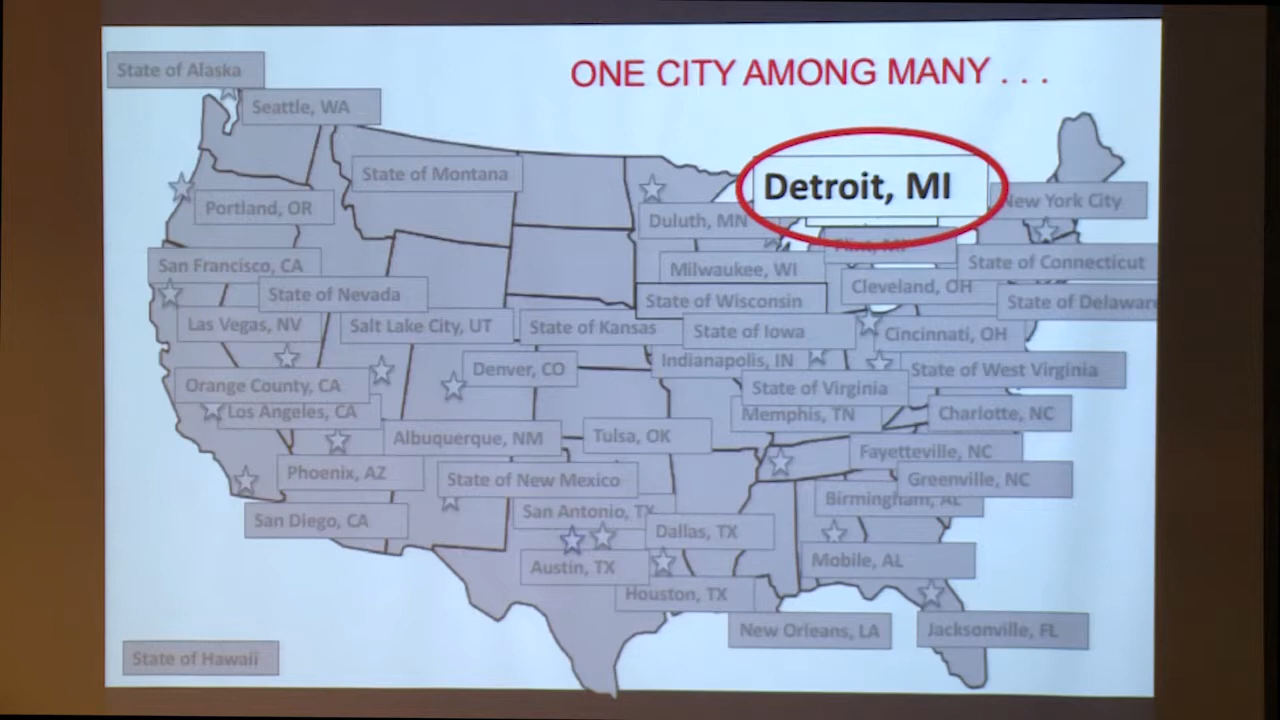 State of Alaska
ONE CITY AMONG MANY . . .
Seattle, WA
State of Montana
Detroit, MI
Portland, OR
New York City
Duluth, MN
Flint, MI
San Francisco, CA
Milwaukee, WI
State of Connecticut
State of Nevada
Cleveland, OH
State of Wisconsin
State of Delaware
Las Vegas, NV
Salt Lake City, UT
State of Kansas
State of Iowa
Cincinnati, OH
Indianapolis, IN
Denver, CO
State of West Virginia
Orange County, CA
State of Virginia
Los Angeles, CA
Memphis, TN
Charlotte, NC
Albuquerque, NM
Tulsa, OK
Fayetteville, NC
Phoenix, AZ
State of New Mexico
Greenville, NC
Birmingham, AL
San Antonio, TX
San Diego, CA
Dallas, TX
Austin, TX
Mobile, AL
Houston, TX
New Orleans, LA
Jacksonville, FL
State of Hawaii